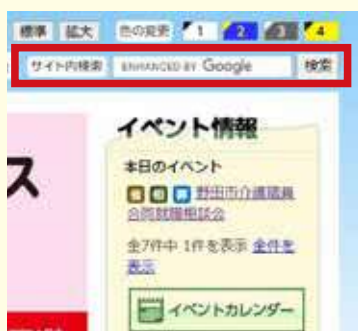 標準 拡大 色の変更 1 2 3 4
サイト内検索 ENHANCED BY Google 検索
イベント情報
ス
本日のイベント
野田市介護職員
合同就職相談会
全7件中 1件を表示 全件を
表示
イベントカレンダー